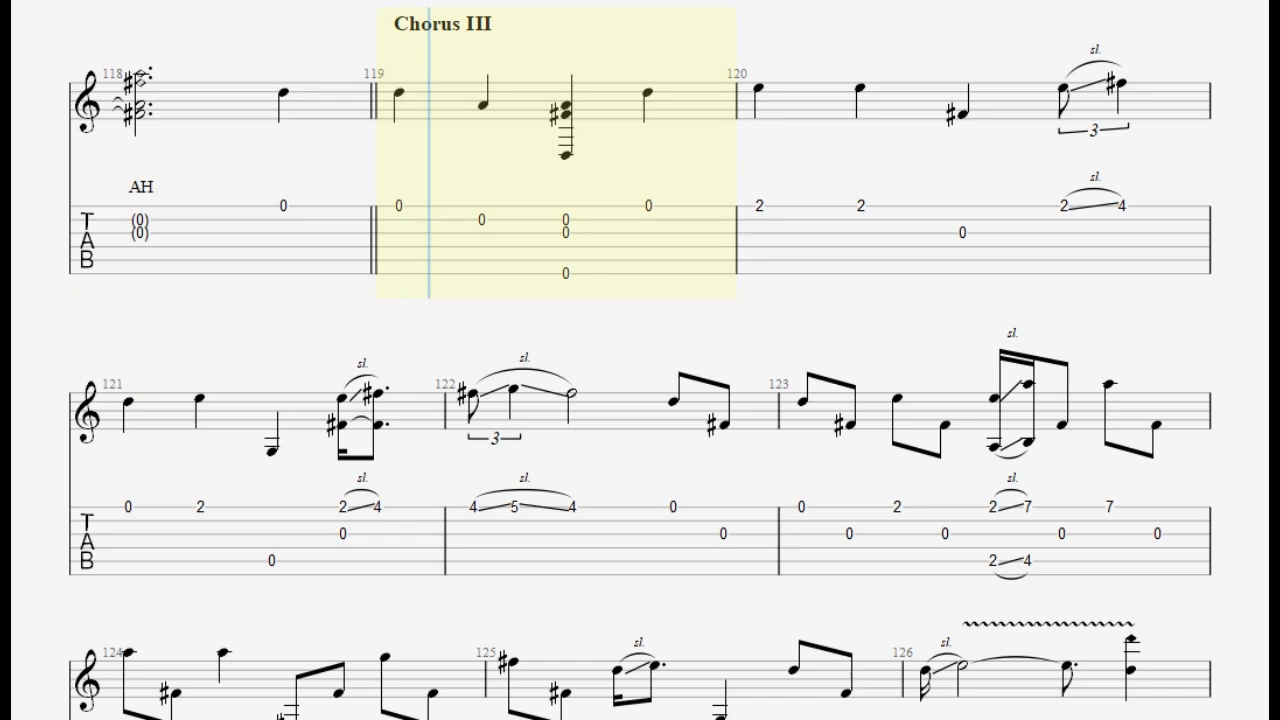 Chorus III
118 119 120
sl.
3
AH
sl.
0 0 0 2 2 2 4
T (0) 0 0
A (0) 0 0
B
0
121 122 123
sl. sl. sl.
3
sl. sl. sl.
0 2 2 4 4 5 4 0 0 2 2 7 7
T
A 0 0 0 0 0 0
B 0 2 4
124 125 126
sl. sl.